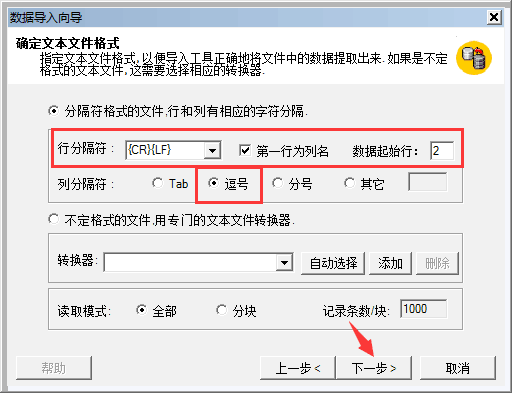 数据导入向导
确定文本文件格式
指定文本文件格式,以便导入工具正确地将文件中的数据提取出来.如果是不定
格式的文本文件,这需要选择相应的转换器.
分隔符格式的文件,行和列有相应的字符分隔.
行分隔符: {CR}{LF} 第一行为列名 数据起始行: 2
列分隔符: Tab 逗号 分号 其它
不定格式的文件,用专门的文本文件转换器.
转换器: 自动选择 添加 删除
读取模式: 全部 分块 记录条数/块: 1000
帮助 上一步< 下一步> 取消